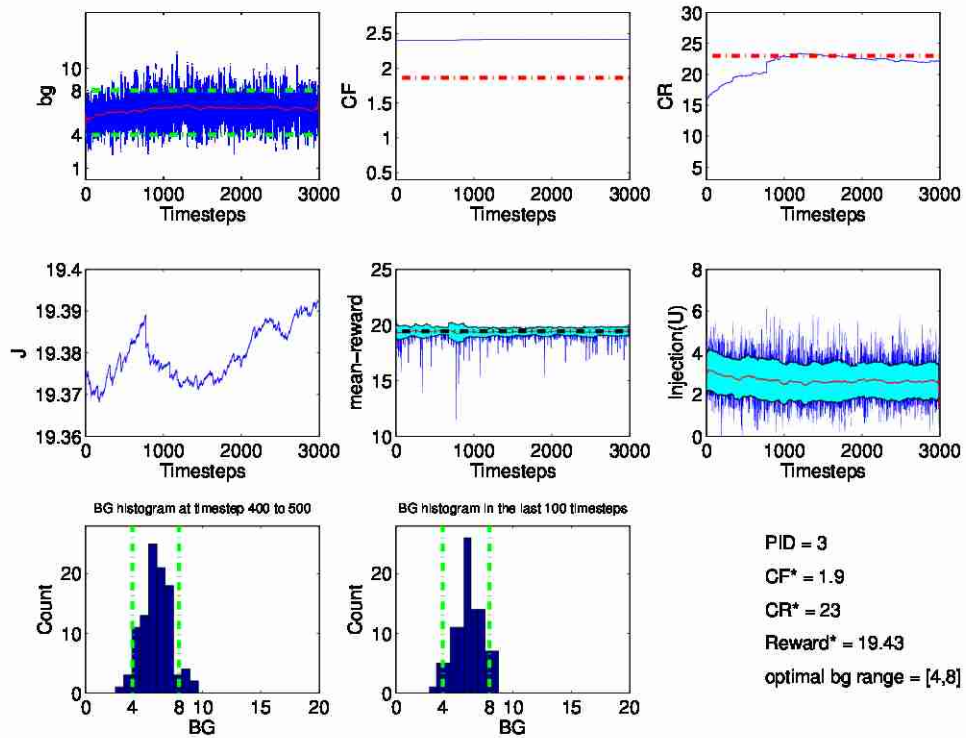 bg
10
8
4
1
0 1000 2000 3000
Timesteps
CF
2.5
2
1.5
1
0.5
0 1000 2000 3000
Timesteps
CR
30
25
20
15
10
5
0 1000 2000 3000
Timesteps
J
19.4
19.39
19.38
19.37
19.36
0 1000 2000 3000
Timesteps
mean-reward
25
20
15
10
0 1000 2000 3000
Timesteps
Injection(U)
8
6
4
2
0
0 1000 2000 3000
Timesteps
BG histogram at timestep 400 to 500
Count
20
10
0
4 8 10 20
BG
BG histogram in the last 100 timesteps
Count
20
10
0
4 8 10 20
BG
PID = 3
CF* = 1.9
CR* = 23
Reward* = 19.43
optimal bg range = [4,8]